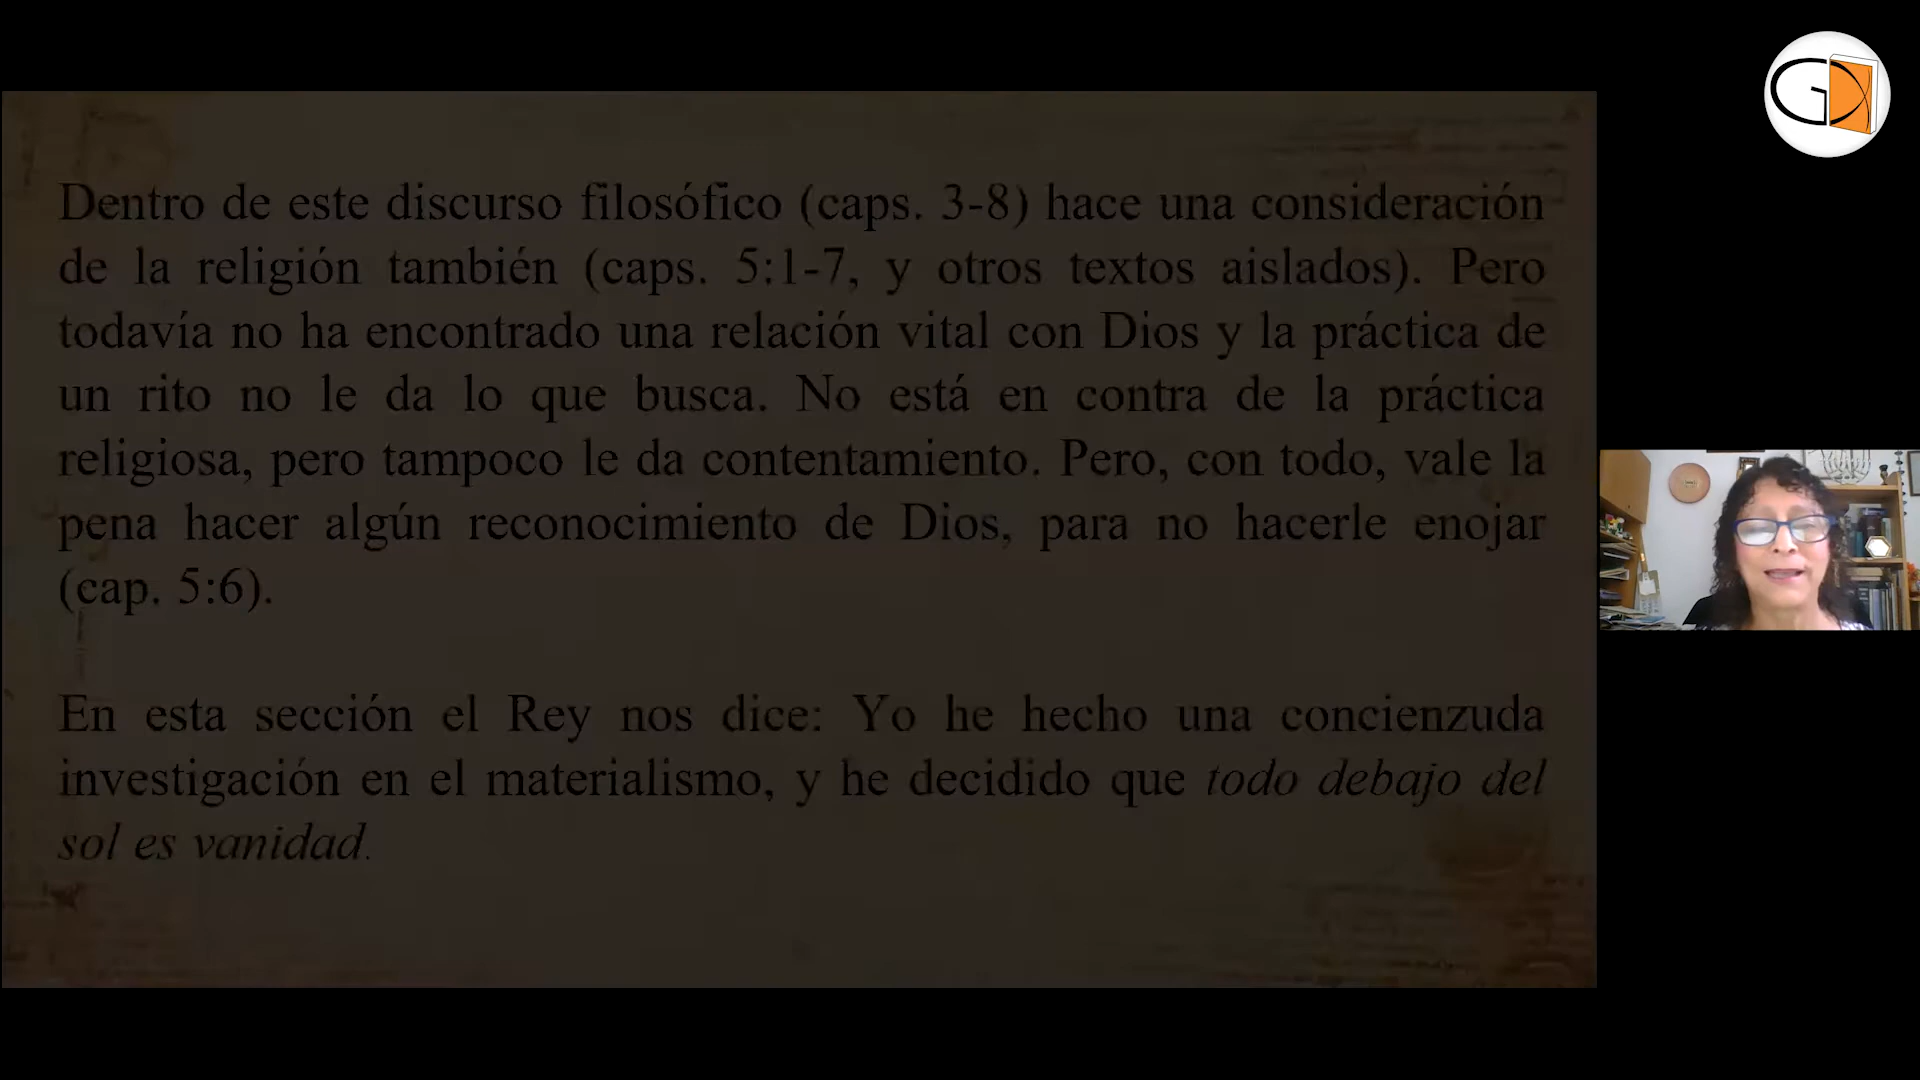 Dentro de este discurso filosófico (caps. 3-8) hace una consideración
de la religión también (caps. 5:1-7, y otros textos aislados). Pero
todavía no ha encontrado una relación vital con Dios y la práctica de
un rito no le da lo que busca. No está en contra de la práctica
religiosa, pero tampoco le da contentamiento. Pero, con todo, vale la
pena hacer algún reconocimiento de Dios, para no hacerle enojar
(cap. 5:6).
En esta sección el Rey nos dice: Yo he hecho una concienzuda
investigación en el materialismo, y he decidido que todo debajo del
sol es vanidad.